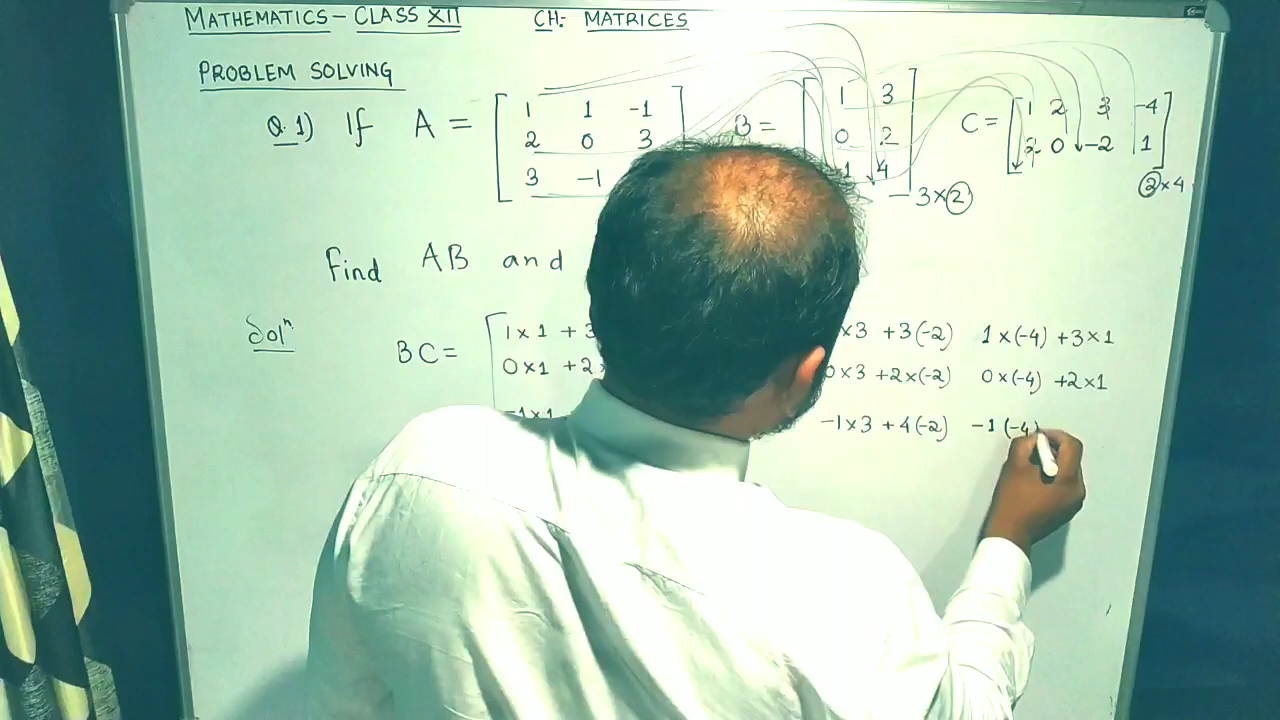 MATHEMATICS – CLASS XII CH: MATRICES
PROBLEM SOLVING
Q.1) If A = [ 1 1 -1 B = [ 1 3 ] C = [ 1 2 3 -4 ]
2 0 3 0 2 0 -2 1
3 -1 4 3×2 2×4
Find AB and
Solⁿ.
BC = [ 1×1 + 3 ×3 +3(-2) 1×(-4) +3×1
0×1 +2× 0×3 +2×(-2) 0×(-4) +2×1
-1×1 -1×3 +4(-2) -1(-4)